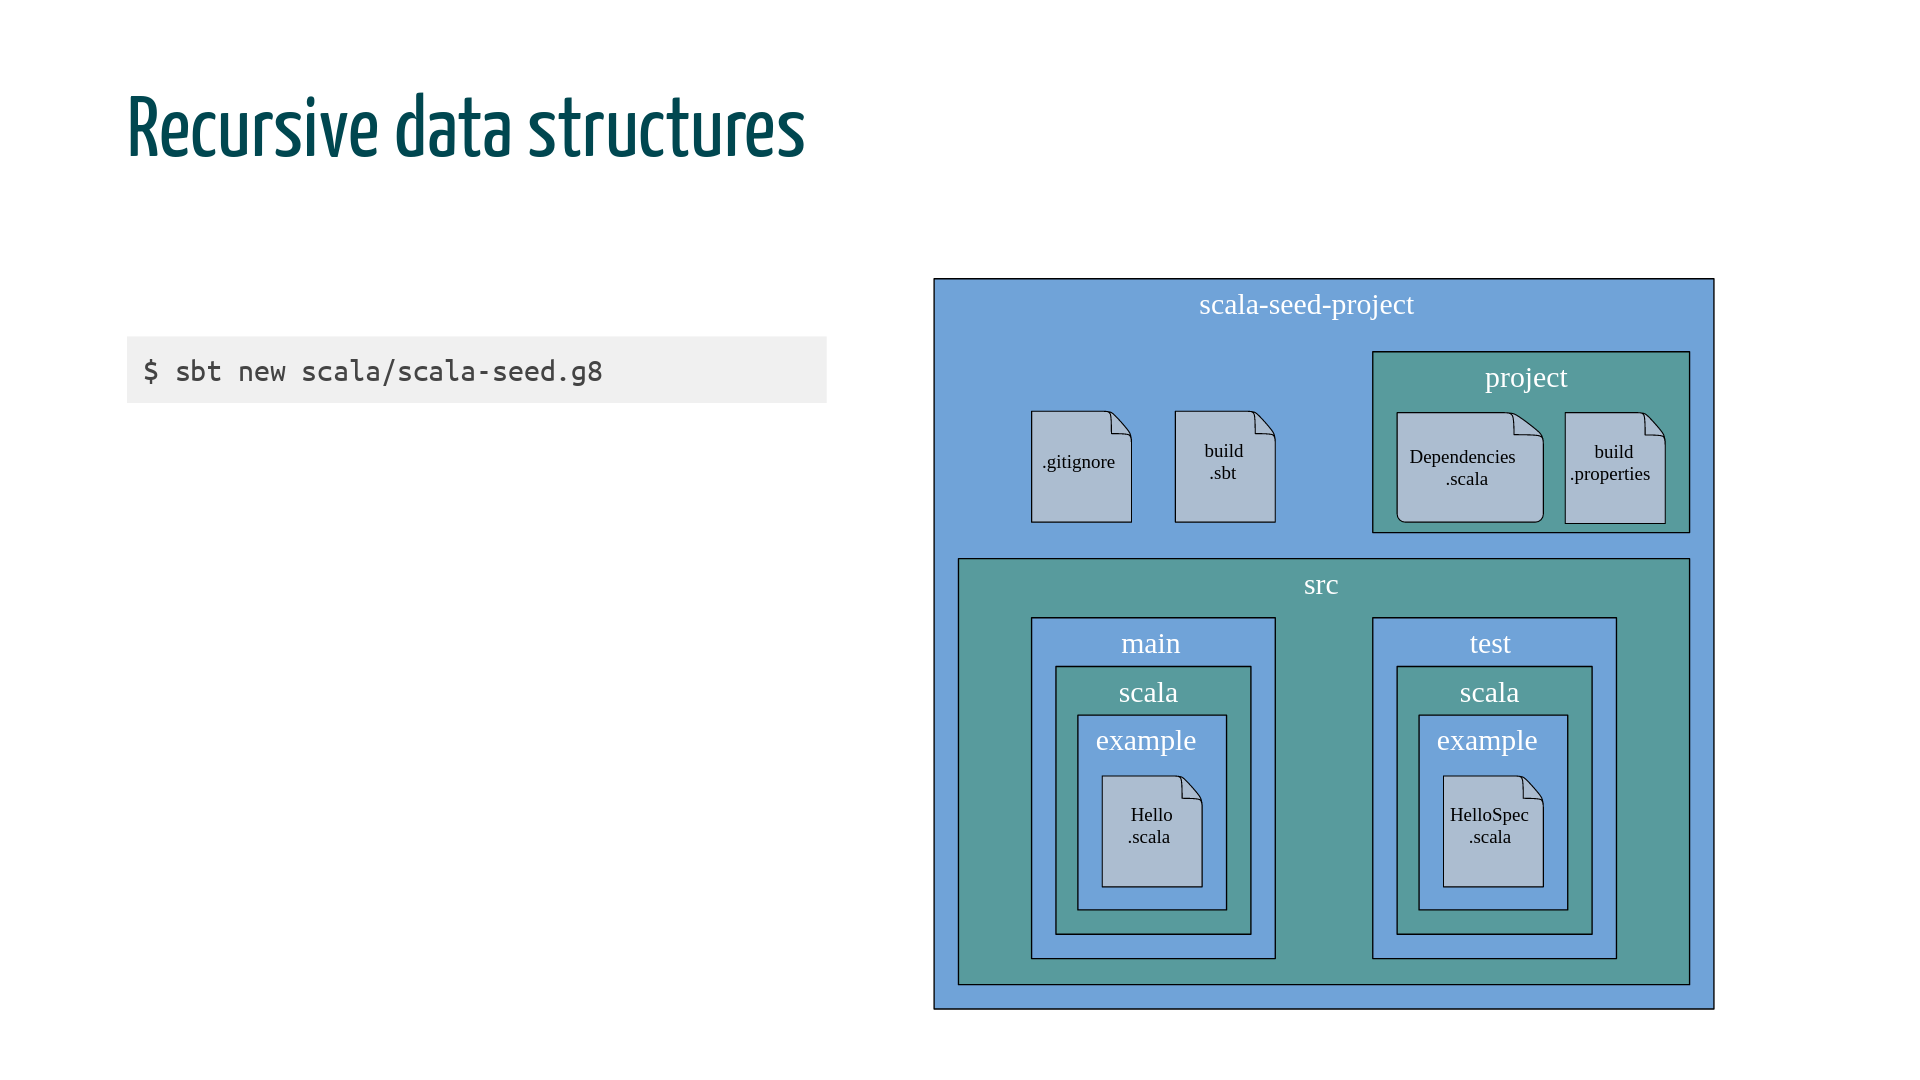 Recursive data structures
$ sbt new scala/scala-seed.g8
scala-seed-project
.gitignore
build
.sbt
project
Dependencies
.scala
build
.properties
src
main
scala
example
Hello
.scala
test
scala
example
HelloSpec
.scala